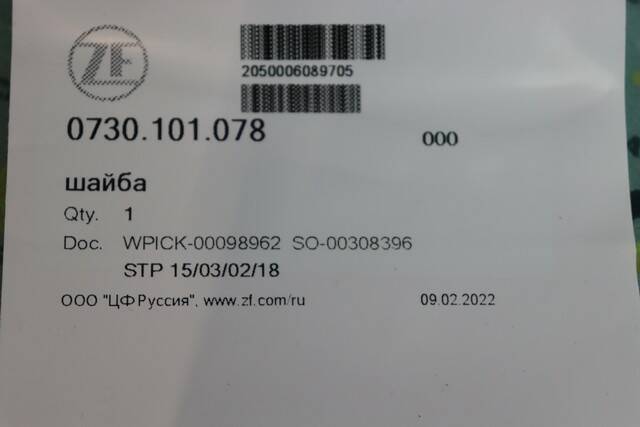 ZF
2050006089705
0730.101.078 000
шайба
Qty. 1
Doc. WPICK-00098962 SO-00308396
STP 15/03/02/18
ООО "ЦФ Руссия", www.zf.com/ru 09.02.2022